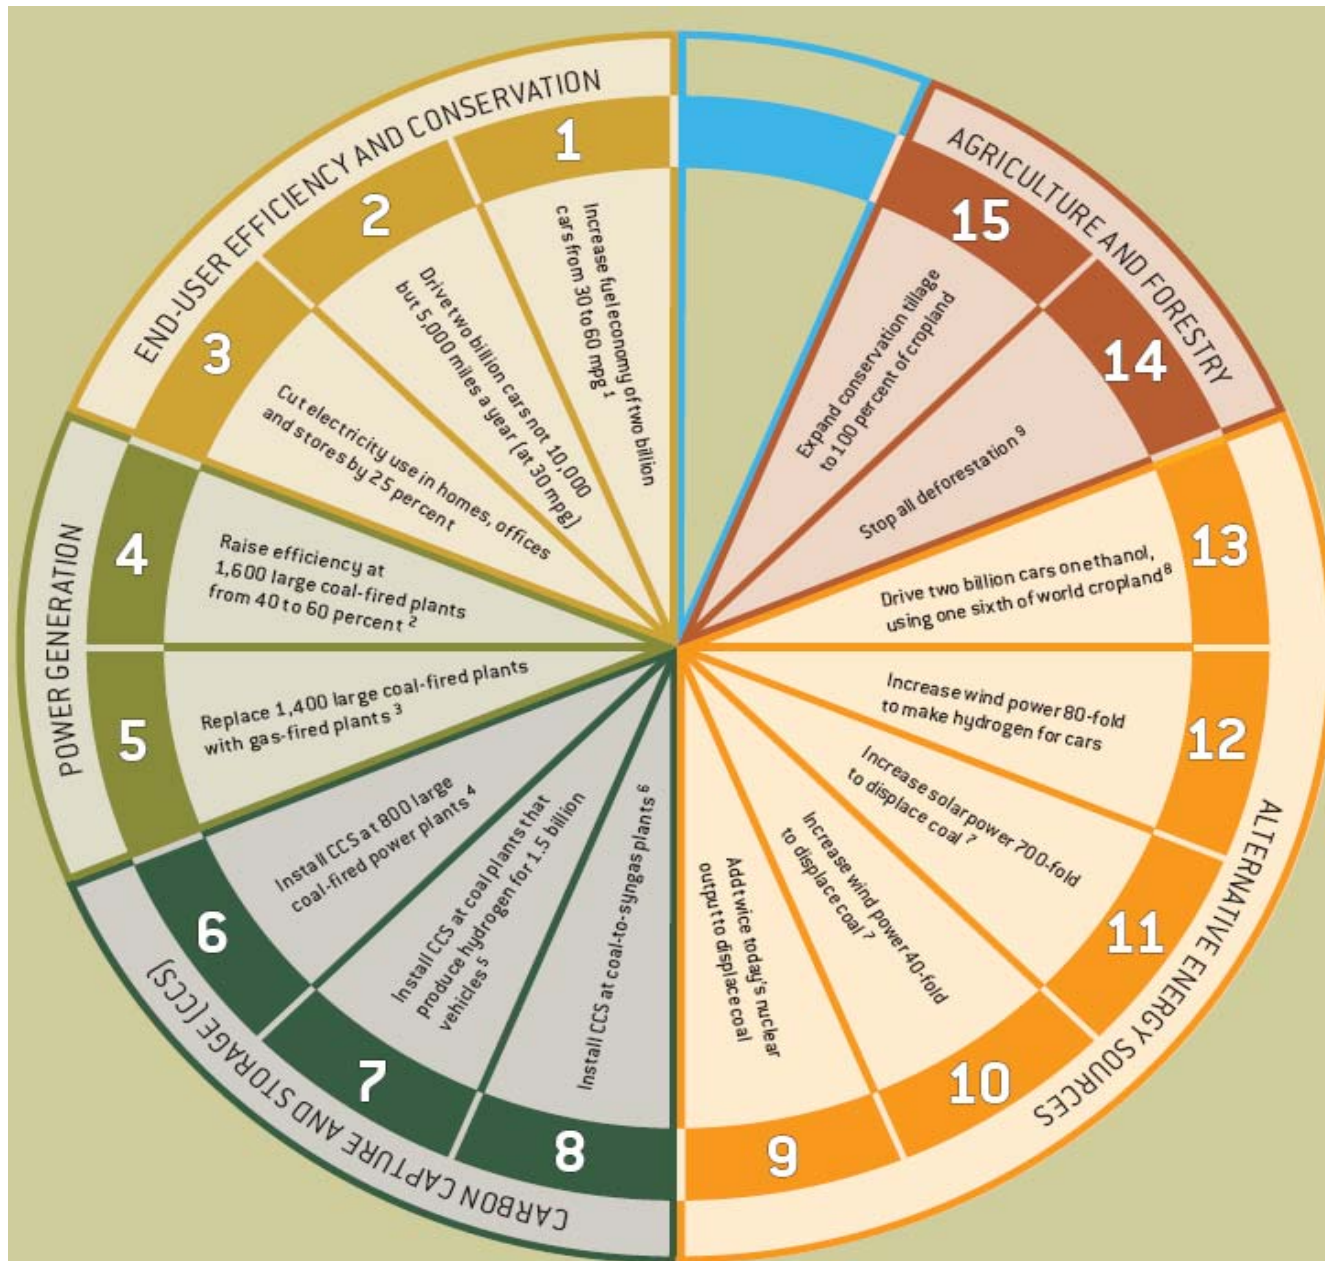 END-USER EFFICIENCY AND CONSERVATION
1
Increase fuel economy of two billion
cars from 30 to 60 mpg 1
2
Drive two billion cars not 10,000
but 5,000 miles a year (at 30 mpg)
3
Cut electricity use in homes, offices
and stores by 25 percent
POWER GENERATION
4
Raise efficiency at
1,600 large coal-fired plants
from 40 to 60 percent 2
5
Replace 1,400 large coal-fired plants
with gas-fired plants 3
CARBON CAPTURE AND STORAGE (CCS)
6
Install CCS at 800 large
coal-fired power plants 4
7
Install CCS at coal plants that
produce hydrogen for 1.5 billion
vehicles 5
8
Install CCS at coal-to-syngas plants 6
ALTERNATIVE ENERGY SOURCES
9
Add twice today's nuclear
output to displace coal
10
Increase wind power 40-fold
to displace coal 7
11
Increase solar power 700-fold
to displace coal 7
12
Increase wind power 80-fold
to make hydrogen for cars
13
Drive two billion cars on ethanol,
using one sixth of world cropland 8
AGRICULTURE AND FORESTRY
14
Stop all deforestation 9
15
Expand conservation tillage
to 100 percent of cropland